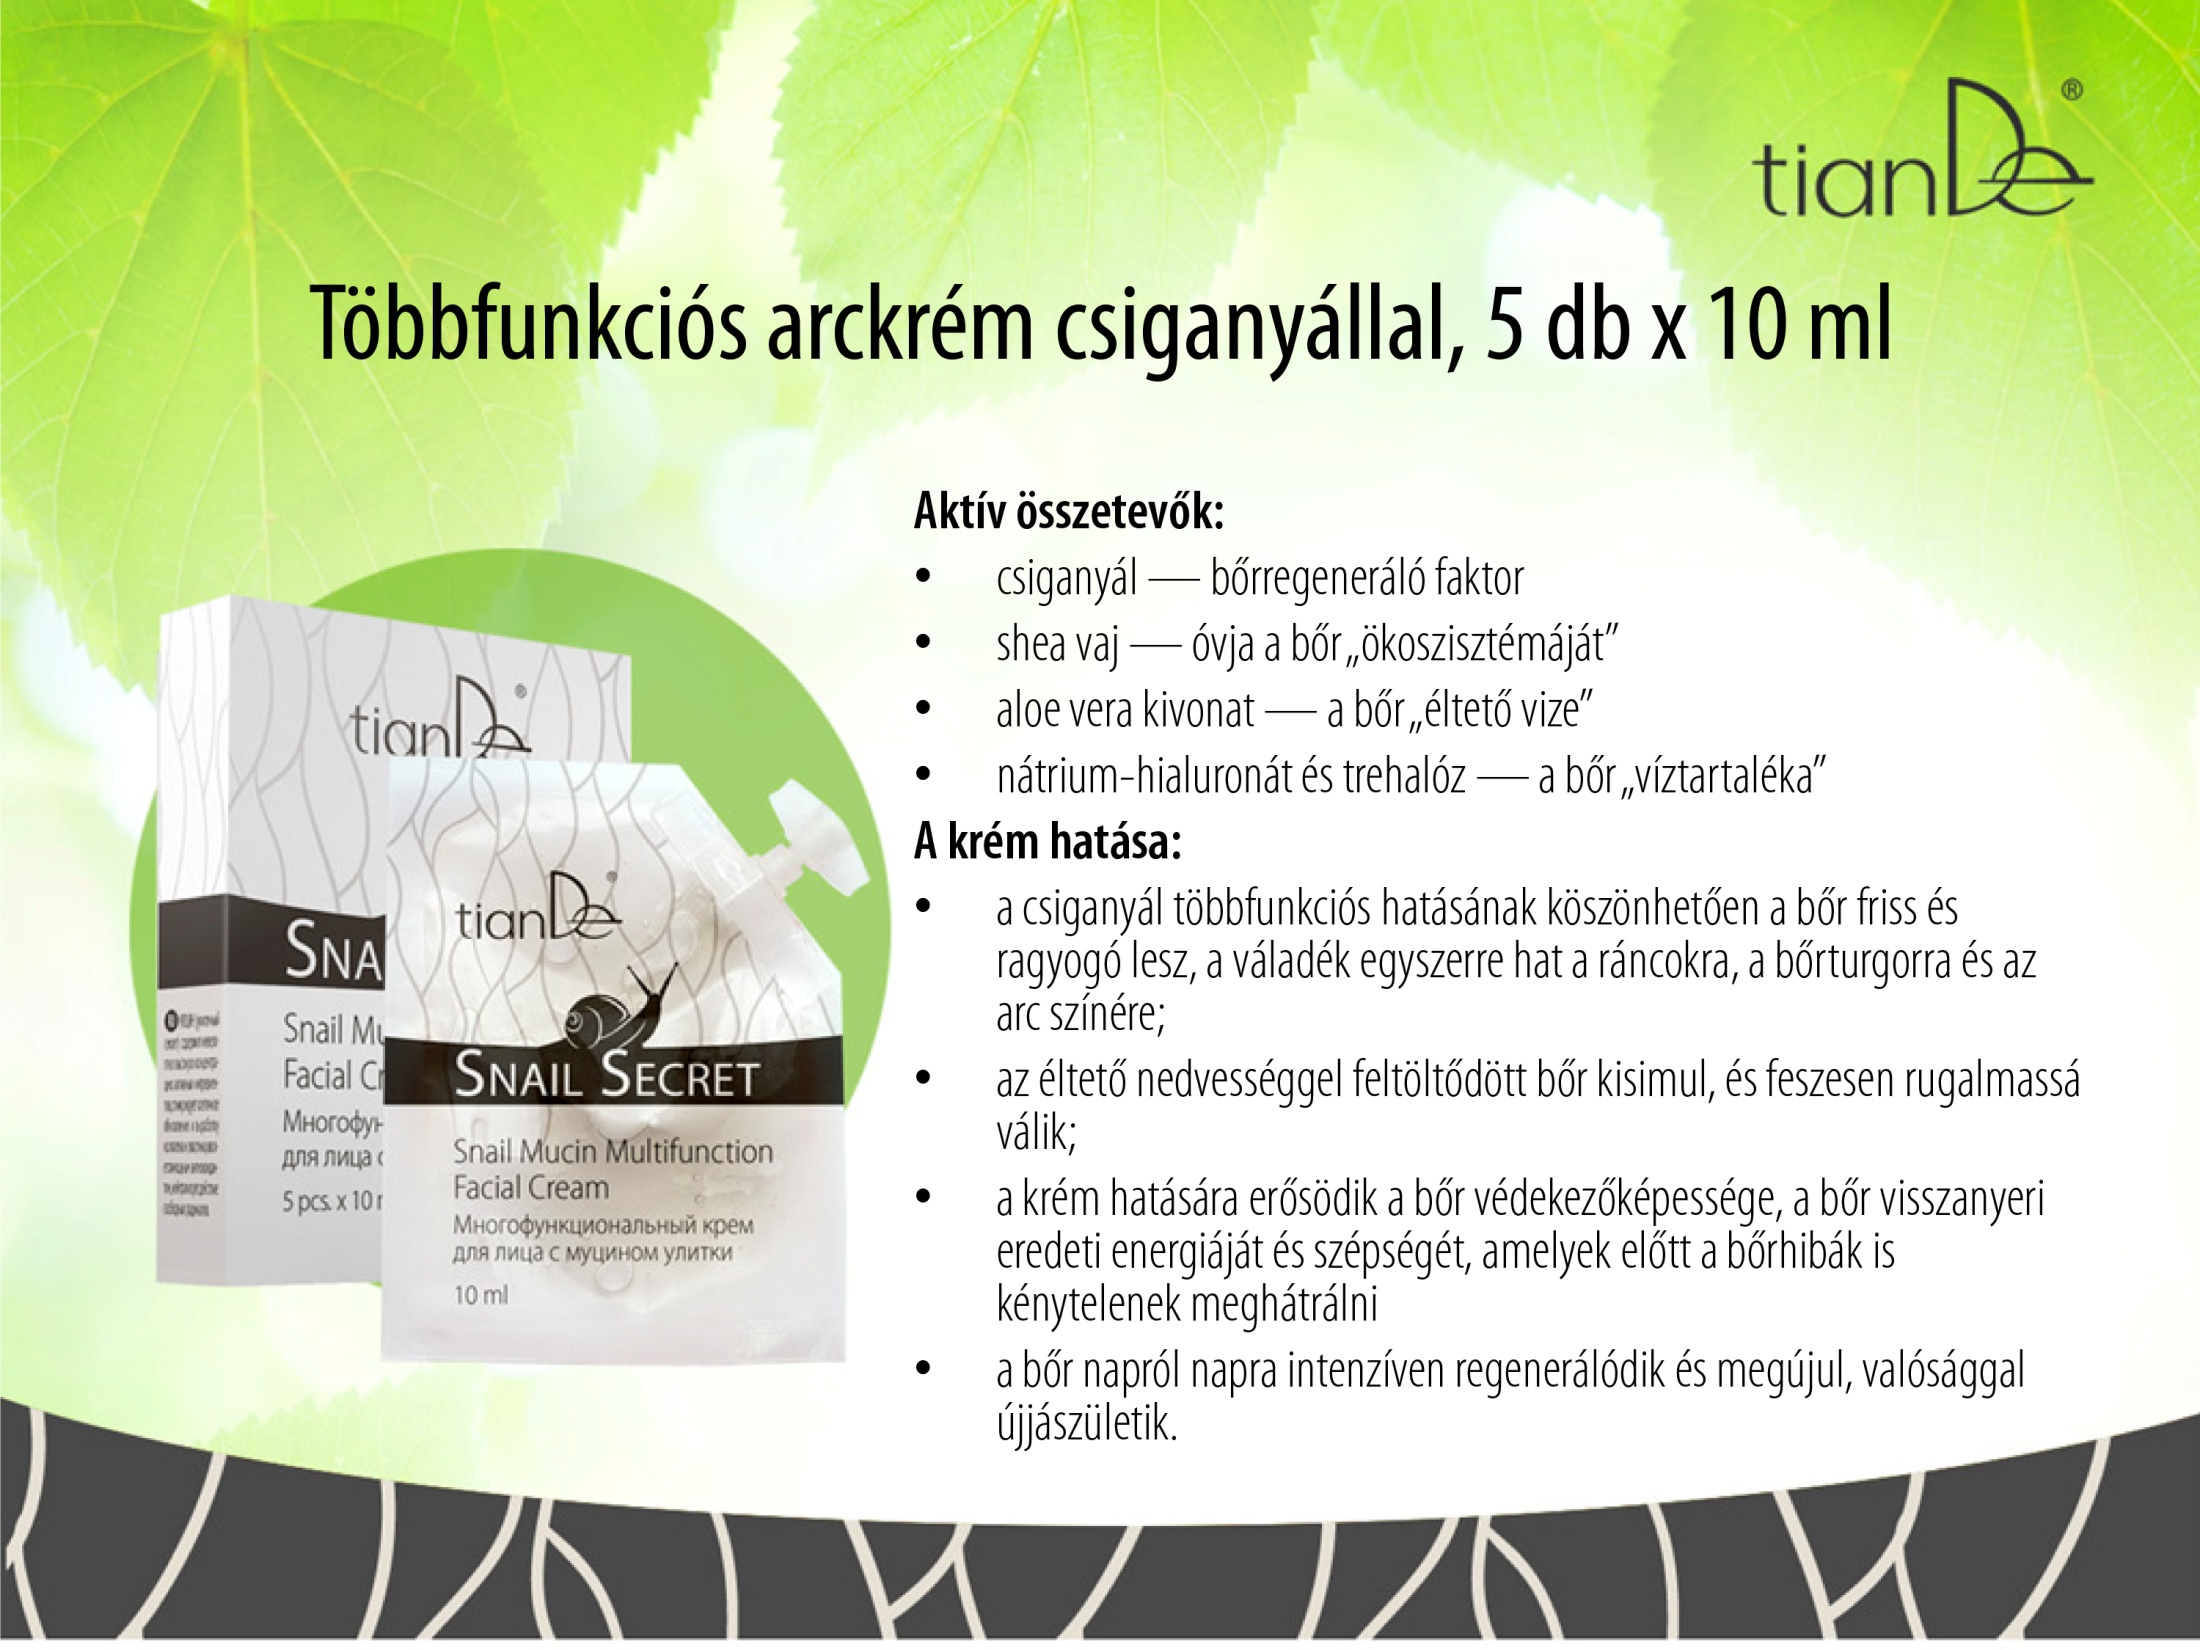 tianDe®
Többfunkciós arckrém csiganyállal, 5 db x 10 ml
Aktív összetevők:
• csiganyál — bőrregeneráló faktor
• shea vaj — óvja a bőr „ökoszisztémáját”
• aloe vera kivonat — a bőr „éltető vize”
• nátrium-hialuronát és trehalóz — a bőr „víztartaléka”
A krém hatása:
• a csiganyál többfunkciós hatásának köszönhetően a bőr friss és
ragyogó lesz, a váladék egyszerre hat a ráncokra, a bőrturgorra és az
arc színére;
• az éltető nedvességgel feltöltődött bőr kisimul, és feszesen rugalmassá
válik;
• a krém hatására erősödik a bőr védekezőképessége, a bőr visszanyeri
eredeti energiáját és szépségét, amelyek előtt a bőrhibák is
kénytelenek meghátrálni
• a bőr napról napra intenzíven regenerálódik és megújul, valósággal
újjászületik.
tianDe®
SNA
Snail Mu
Facial Cr
Многофун
для лица с
5 pcs. x 10 m
tianDe®
SNAIL SECRET
Snail Mucin Multifunction
Facial Cream
Многофункциональный крем
для лица с муцином улитки
10 ml